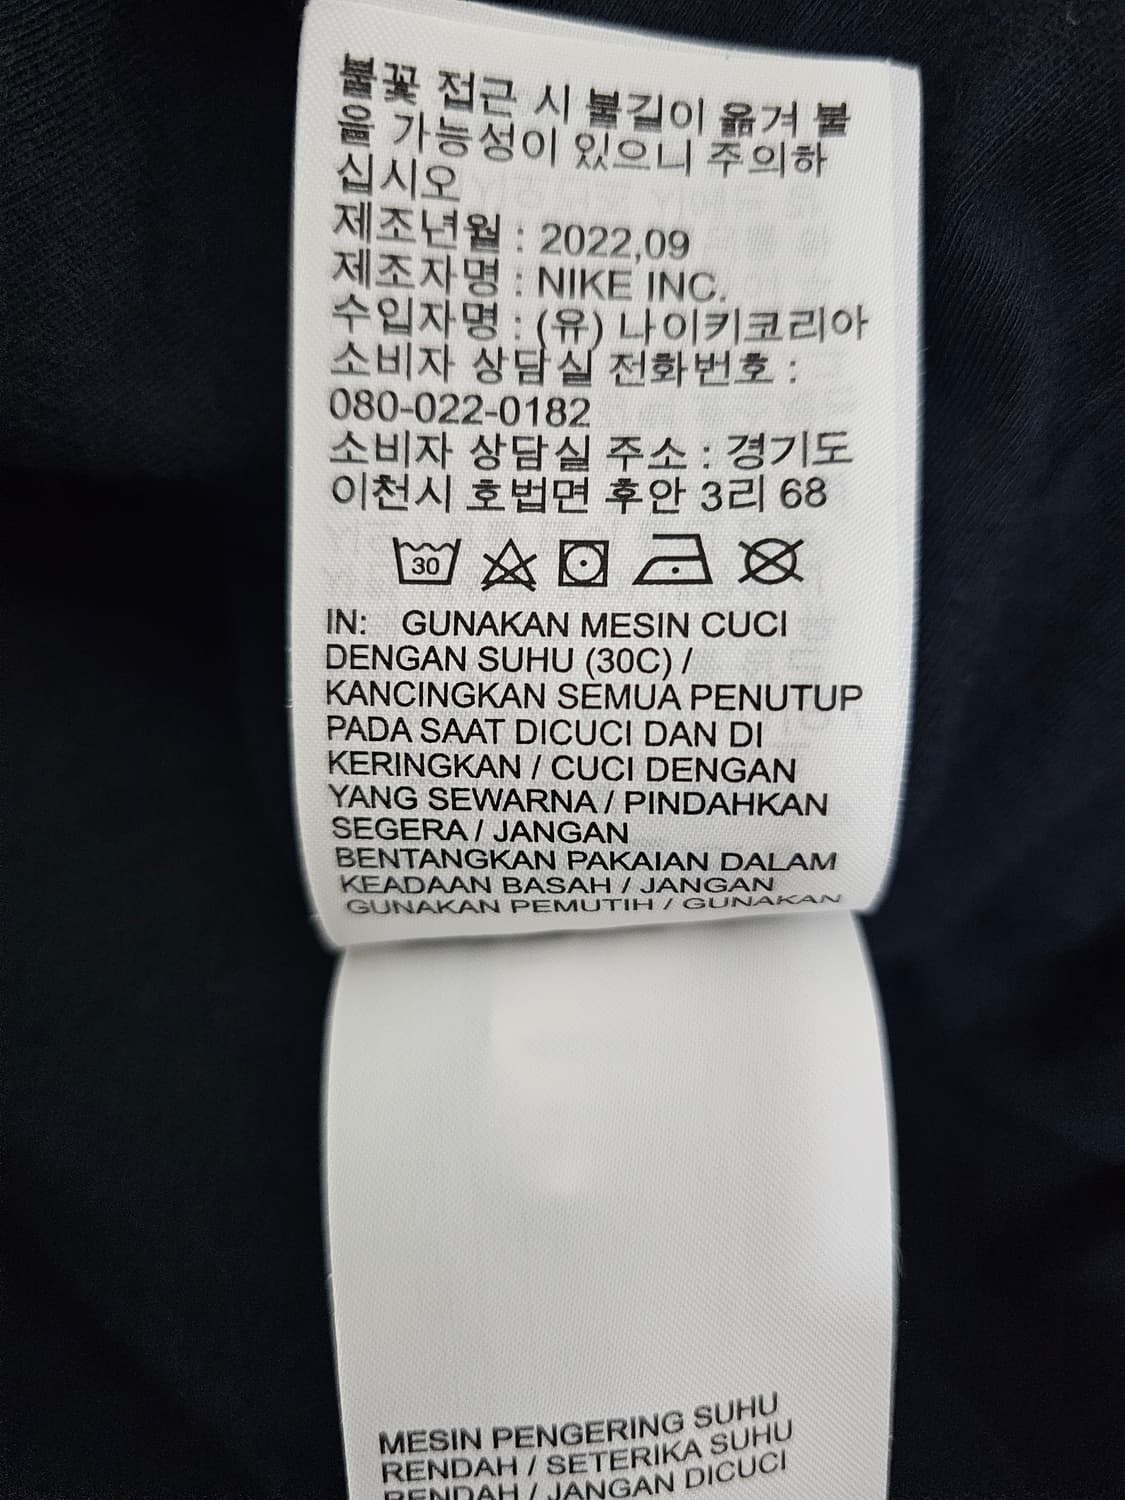 불꽃 접근 시 불길이 옮겨 붙
을 가능성이 있으니 주의하
십시오
제조년월 : 2022,09
제조자명 : NIKE INC.
수입자명 : (유) 나이키코리아
소비자 상담실 전화번호 :
080-022-0182
소비자 상담실 주소 : 경기도
이천시 호법면 후안 3리 68
30
IN: GUNAKAN MESIN CUCI
DENGAN SUHU (30C) /
KANCINGKAN SEMUA PENUTUP
PADA SAAT DICUCI DAN DI
KERINGKAN / CUCI DENGAN
YANG SEWARNA / PINDAHKAN
SEGERA / JANGAN
BENTANGKAN PAKAIAN DALAM
KEADAAN BASAH / JANGAN
GUNAKAN PEMUTIH / GUNAKAN
MESIN PENGERING SUHU
RENDAH / SETERIKA SUHU
RENDAH / JANGAN DICUCI